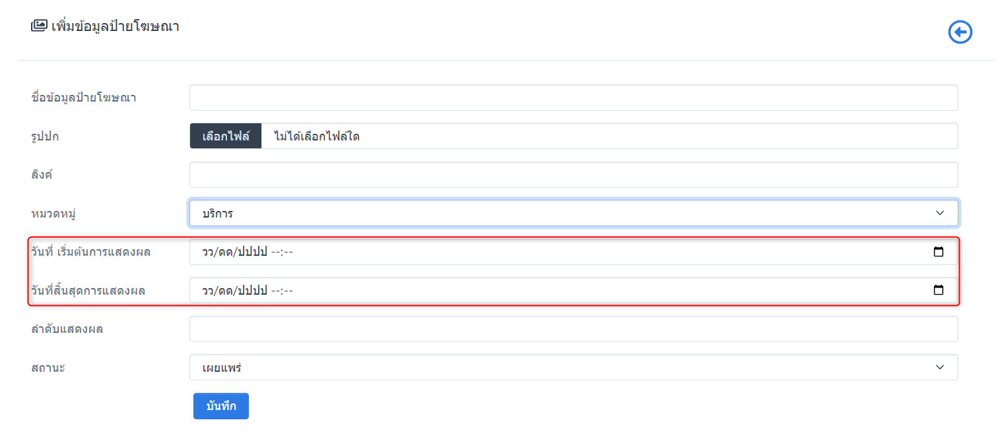 เพิ่มข้อมูลป้ายโฆษณา
ชื่อข้อมูลป้ายโฆษณา
รูปปก เลือกไฟล์ ไม่ได้เลือกไฟล์ใด
ลิงค์
หมวดหมู่ บริการ
วันที่ เริ่มต้นการแสดงผล วว/ดด/ปปปป --:--
วันที่สิ้นสุดการแสดงผล วว/ดด/ปปปป --:--
ลำดับแสดงผล
สถานะ เผยแพร่
บันทึก